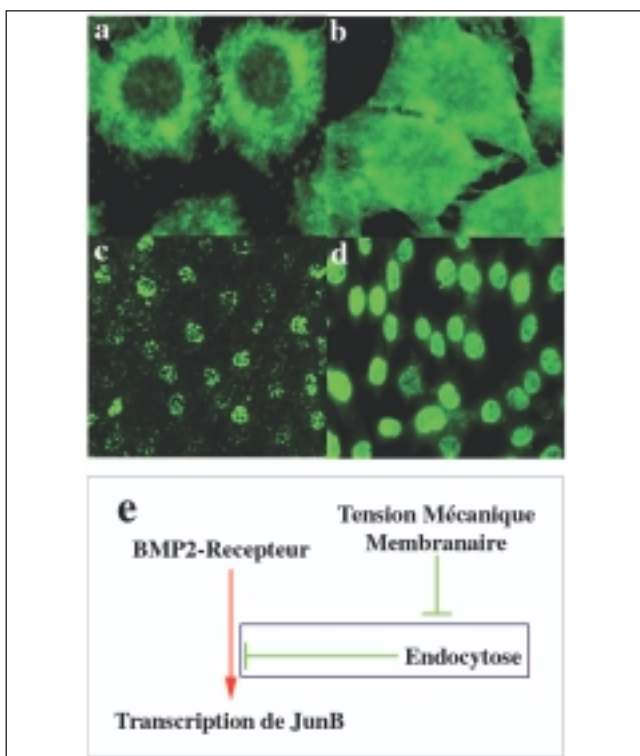 a
b
c
d
e
Tension Mécanique
Membranaire
BMP2-Recepteur
Endocytose
Transcription de JunB